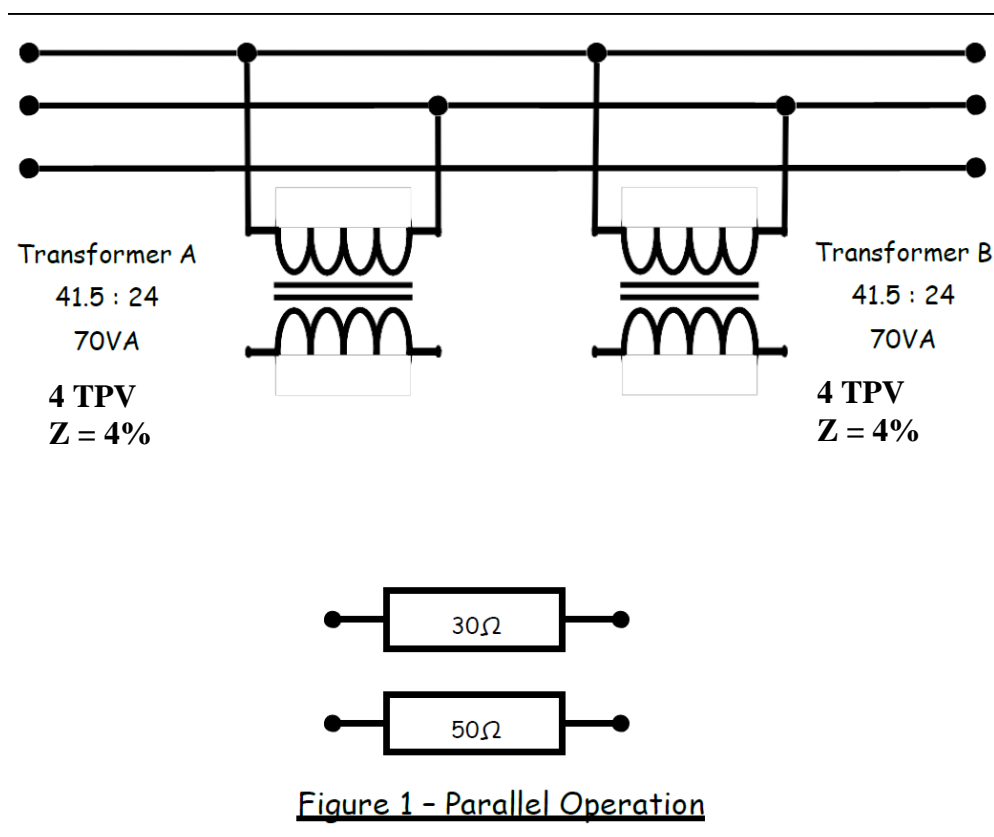 Transformer A
41.5 : 24
70VA
4 TPV
Z = 4%
Transformer B
41.5 : 24
70VA
4 TPV
Z = 4%
30Ω
50Ω
Figure 1 – Parallel Operation